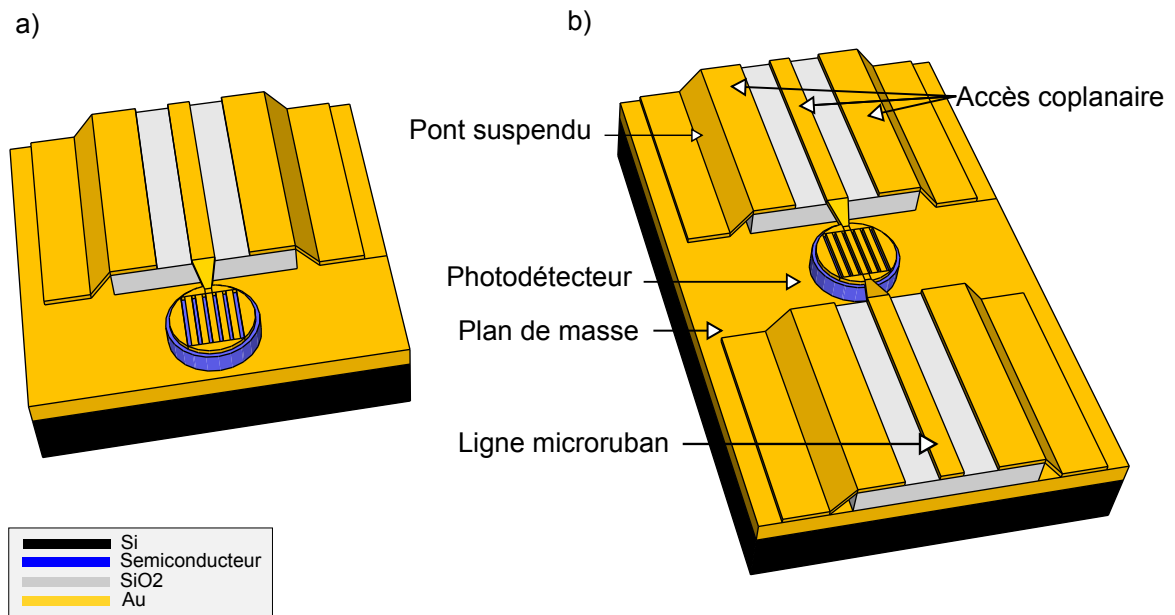 a)
b)
Accès coplanaire
Pont suspendu
Photodétecteur
Plan de masse
Ligne microruban
Si
Semiconducteur
SiO2
Au